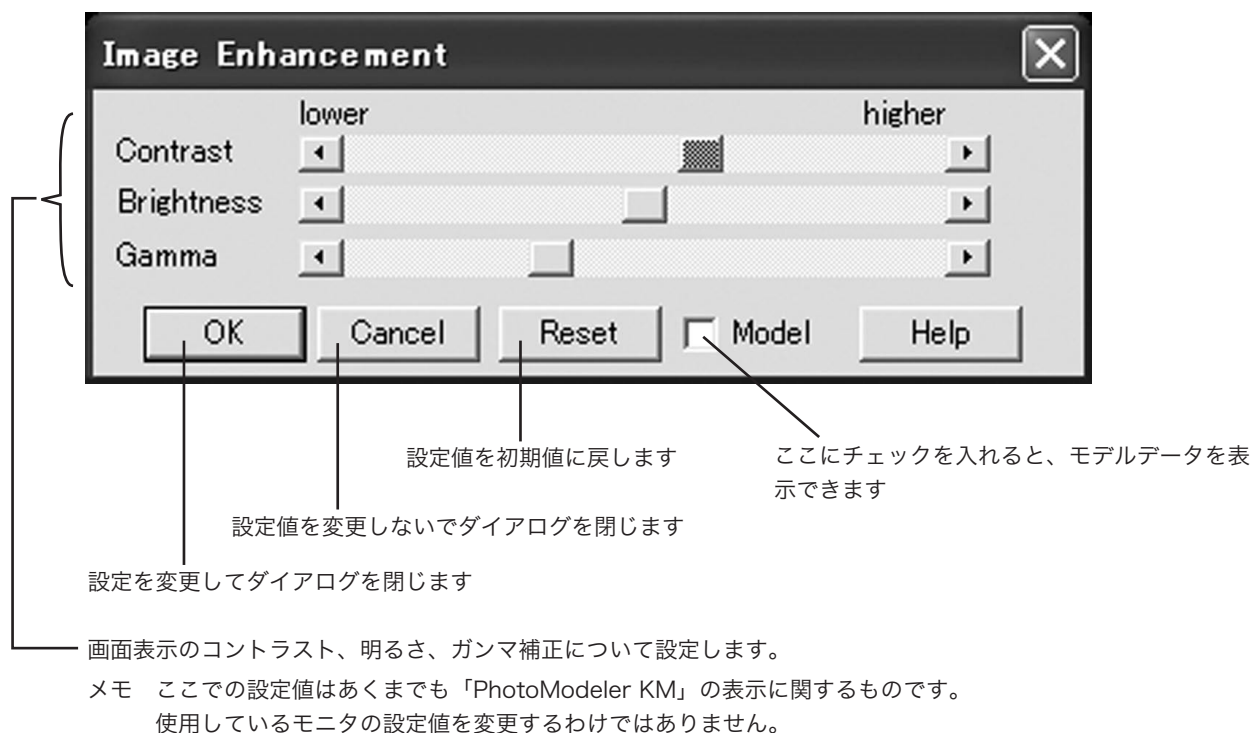 Image Enhancement
lower higher
Contrast
Brightness
Gamma
OK Cancel Reset Model Help
設定値を初期値に戻します
ここにチェックを入れると、モデルデータを表
示できます
設定値を変更しないでダイアログを閉じます
設定を変更してダイアログを閉じます
画面表示のコントラスト、明るさ、ガンマ補正について設定します。
メモ ここでの設定値はあくまでも「PhotoModeler KM」の表示に関するものです。
使用しているモニタの設定値を変更するわけではありません。